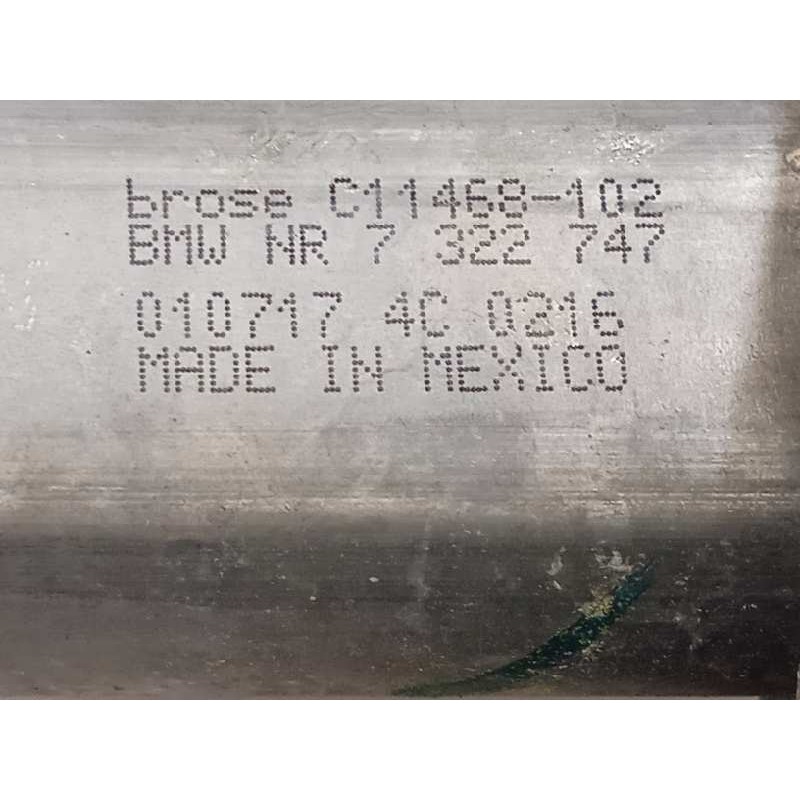 brose C11468-102
BMW NR 7 322 747
010717 4C 0216
MADE IN MEXICO